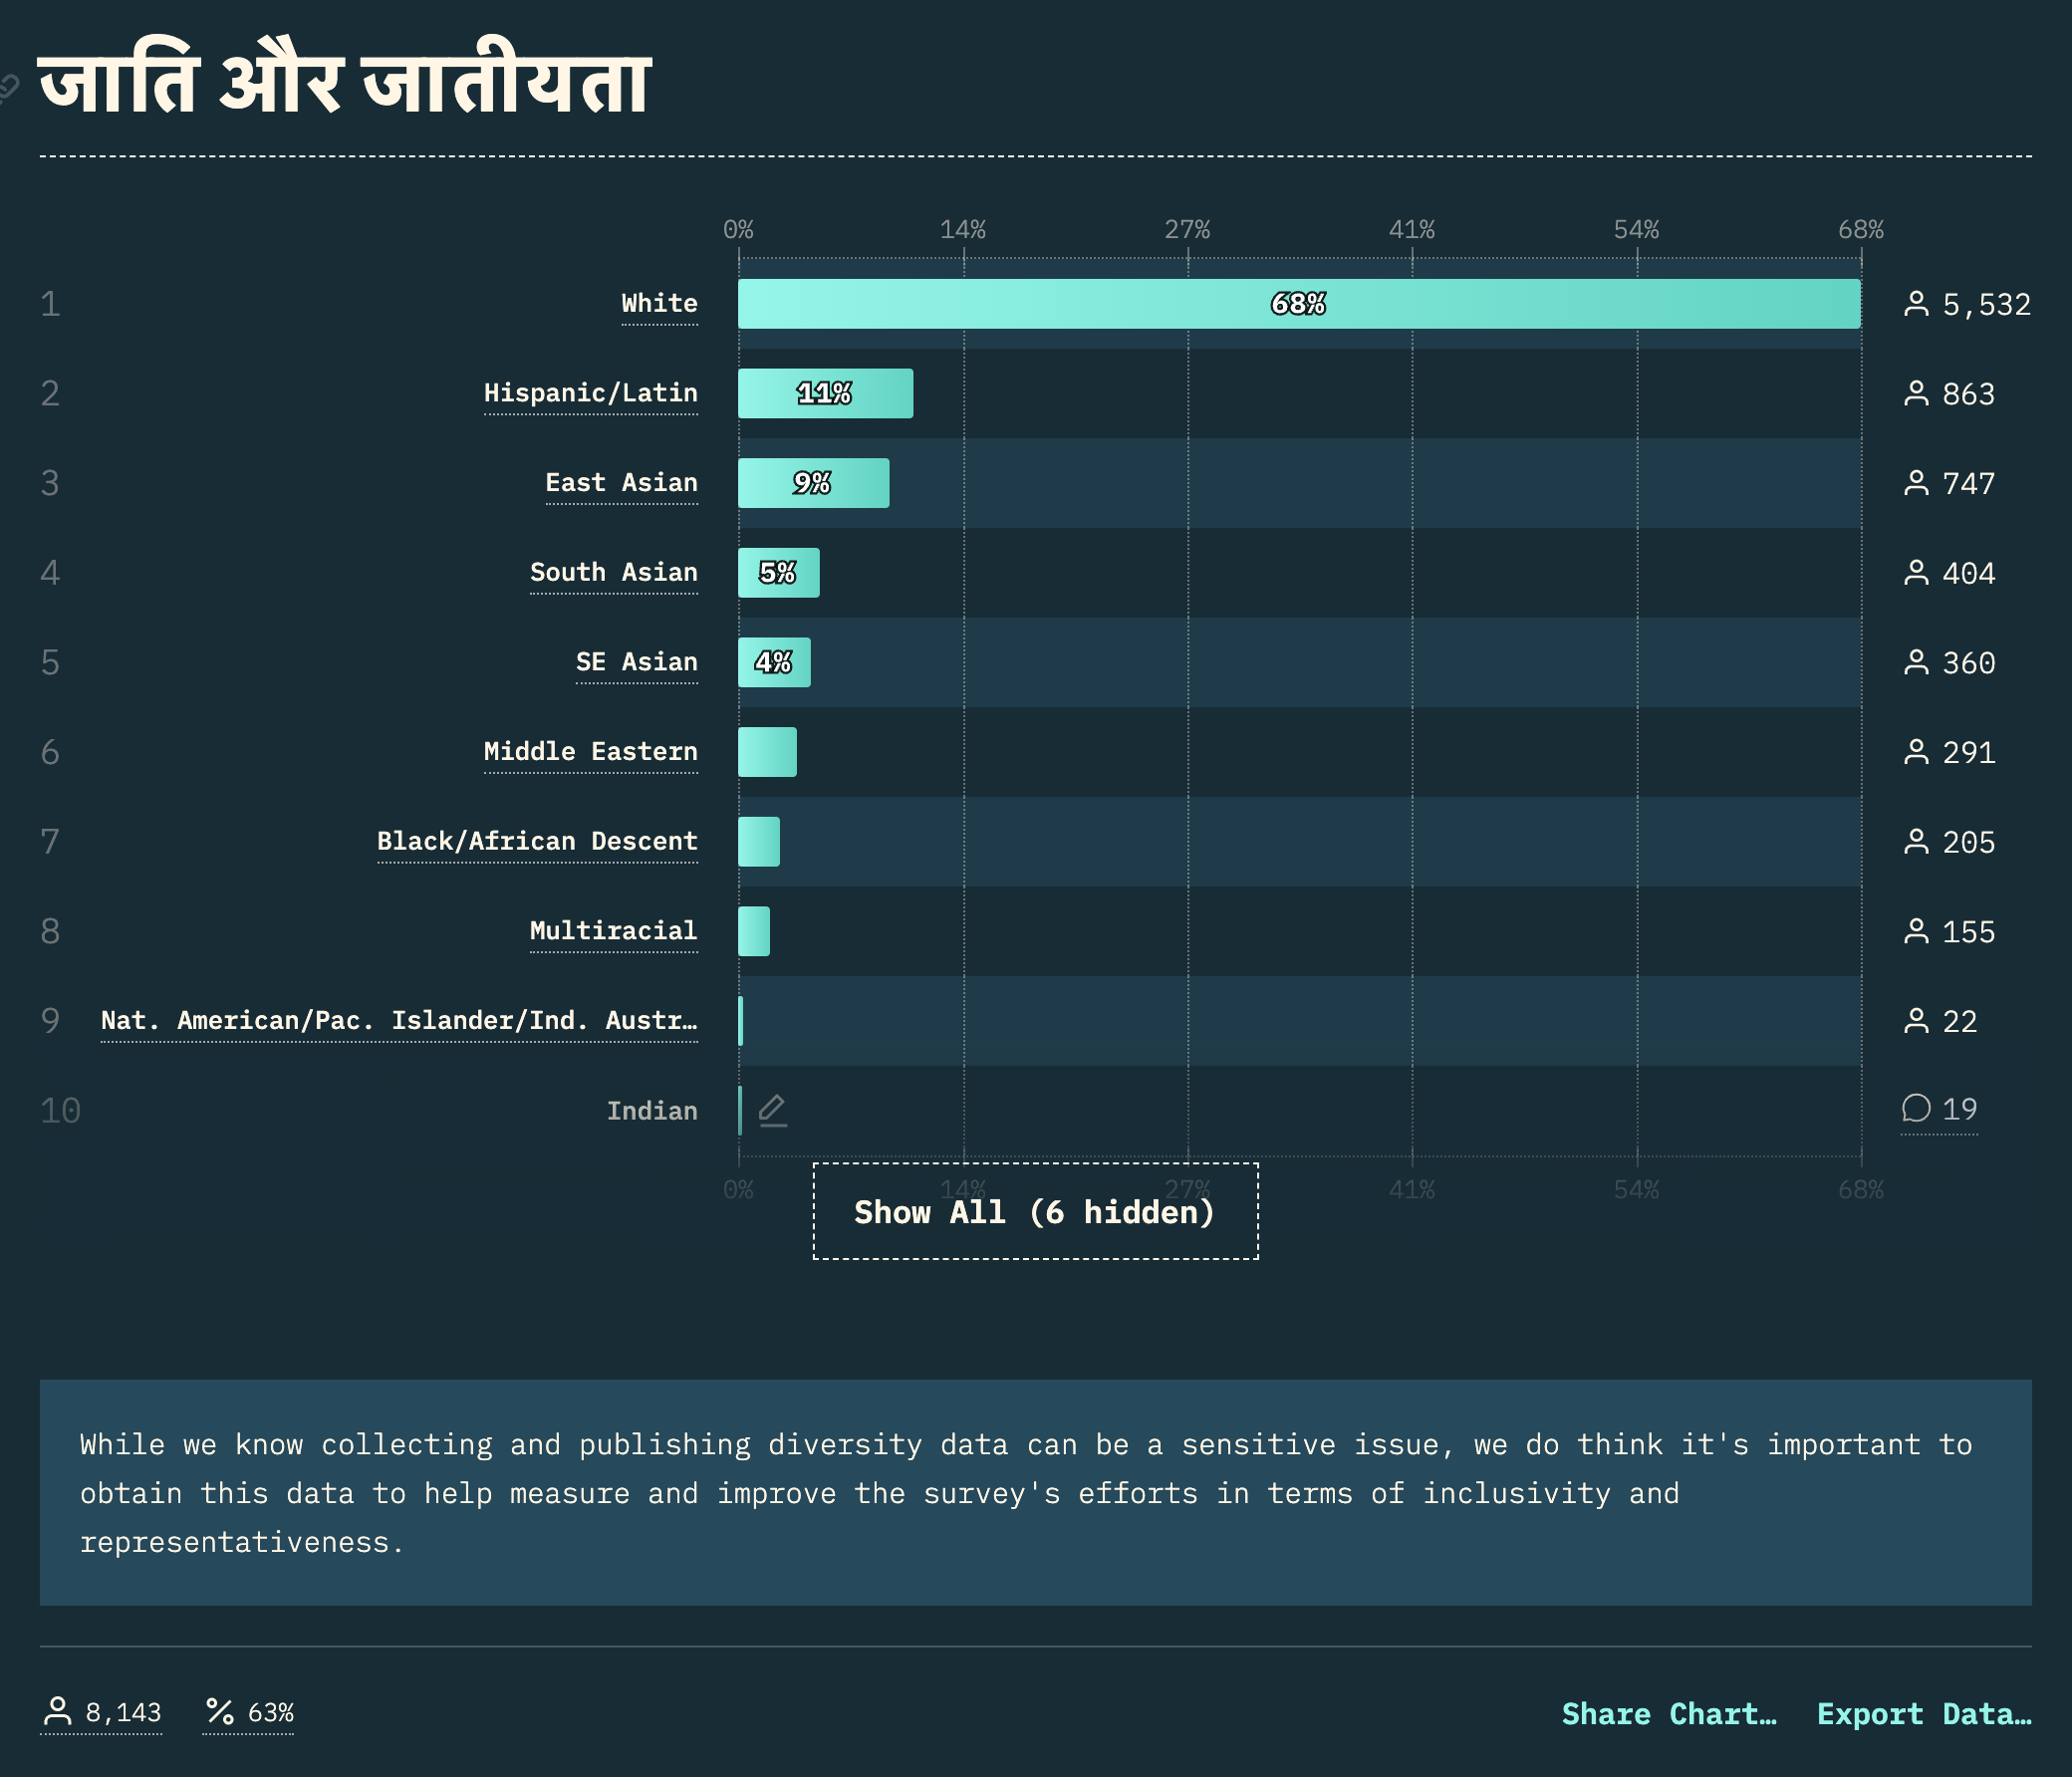 जाति और जातीयता
0% 14% 27% 41% 54% 68%
1 White 68% 5,532
2 Hispanic/Latin 11% 863
3 East Asian 9% 747
4 South Asian 5% 404
5 SE Asian 4% 360
6 Middle Eastern 291
7 Black/African Descent 205
8 Multiracial 155
9 Nat. American/Pac. Islander/Ind. Austr… 22
10 Indian 19
0% 14% 27% 41% 54% 68%
Show All (6 hidden)
While we know collecting and publishing diversity data can be a sensitive issue, we do think it's important to
obtain this data to help measure and improve the survey's efforts in terms of inclusivity and
representativeness.
8,143 63% Share Chart… Export Data…